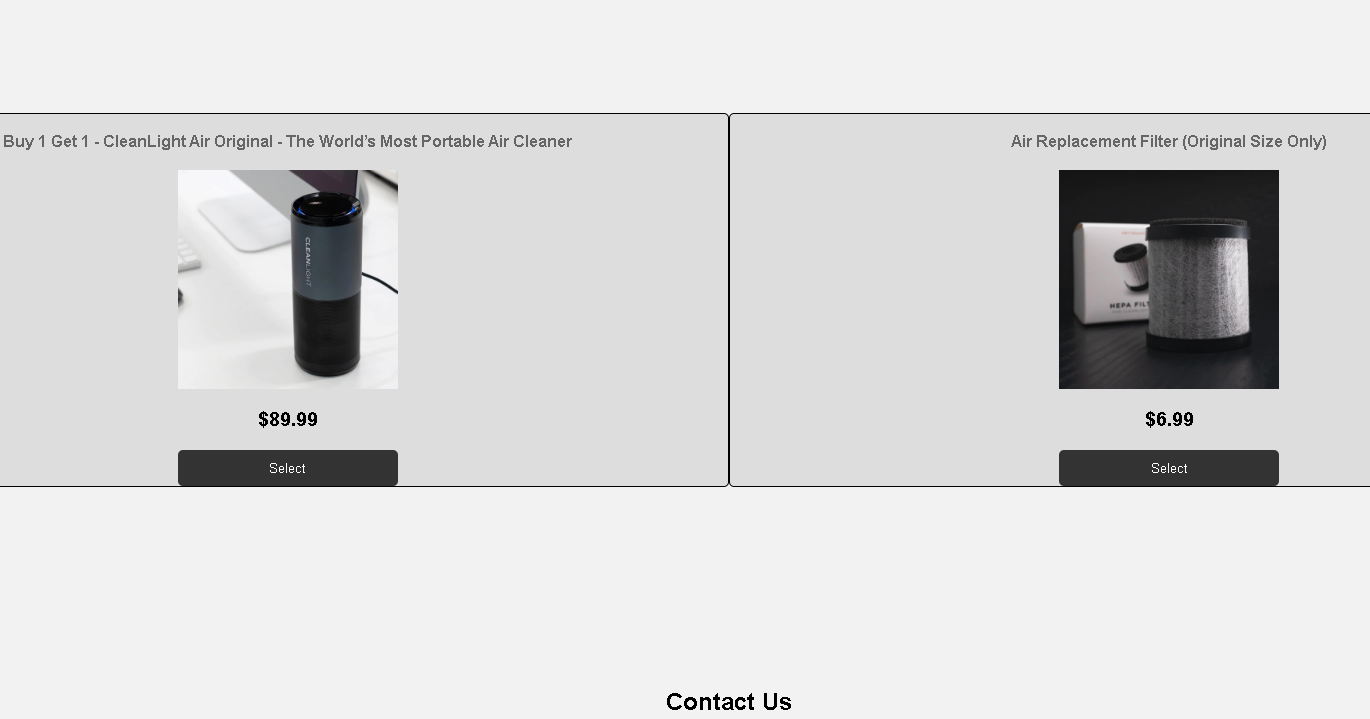 Buy 1 Get 1 - CleanLight Air Original - The World’s Most Portable Air Cleaner
CLEANLIGHT
$89.99
Select
Air Replacement Filter (Original Size Only)
HEPA FILT
$6.99
Select
Contact Us